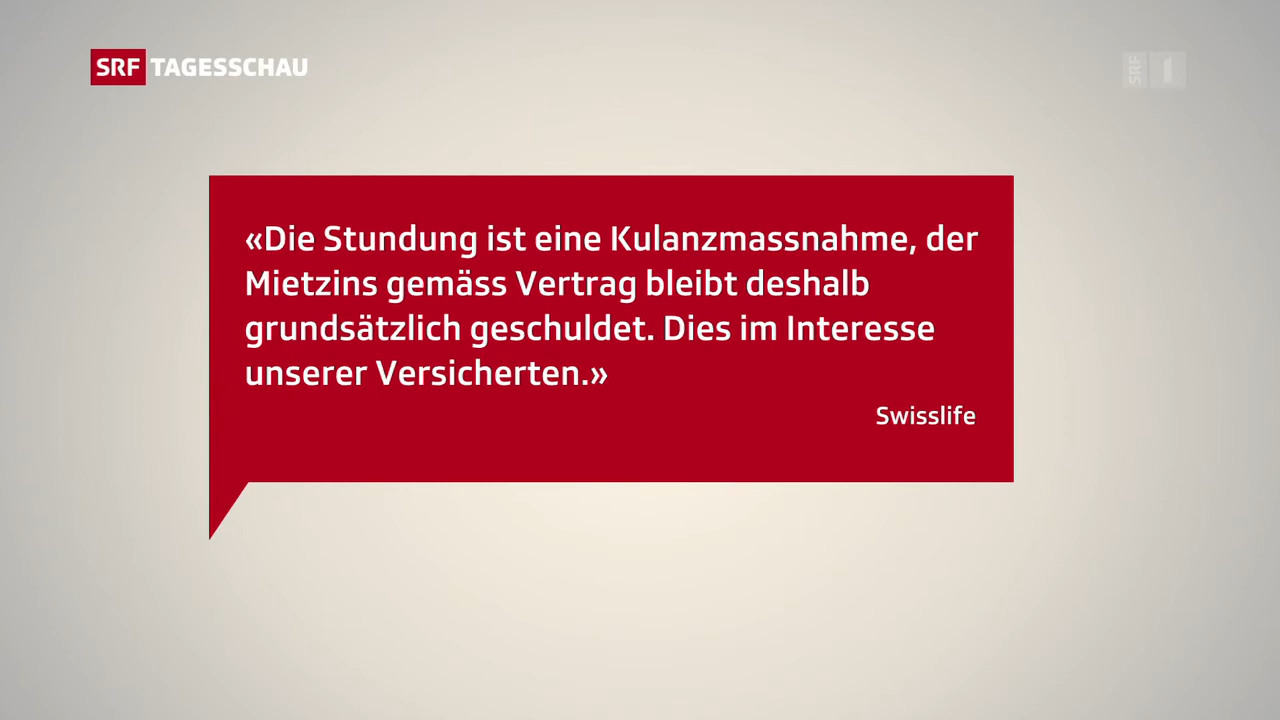 SRF TAGESSCHAU
SRF 1
«Die Stundung ist eine Kulanzmassnahme, der
Mietzins gemäss Vertrag bleibt deshalb
grundsätzlich geschuldet. Dies im Interesse
unserer Versicherten.»
Swisslife